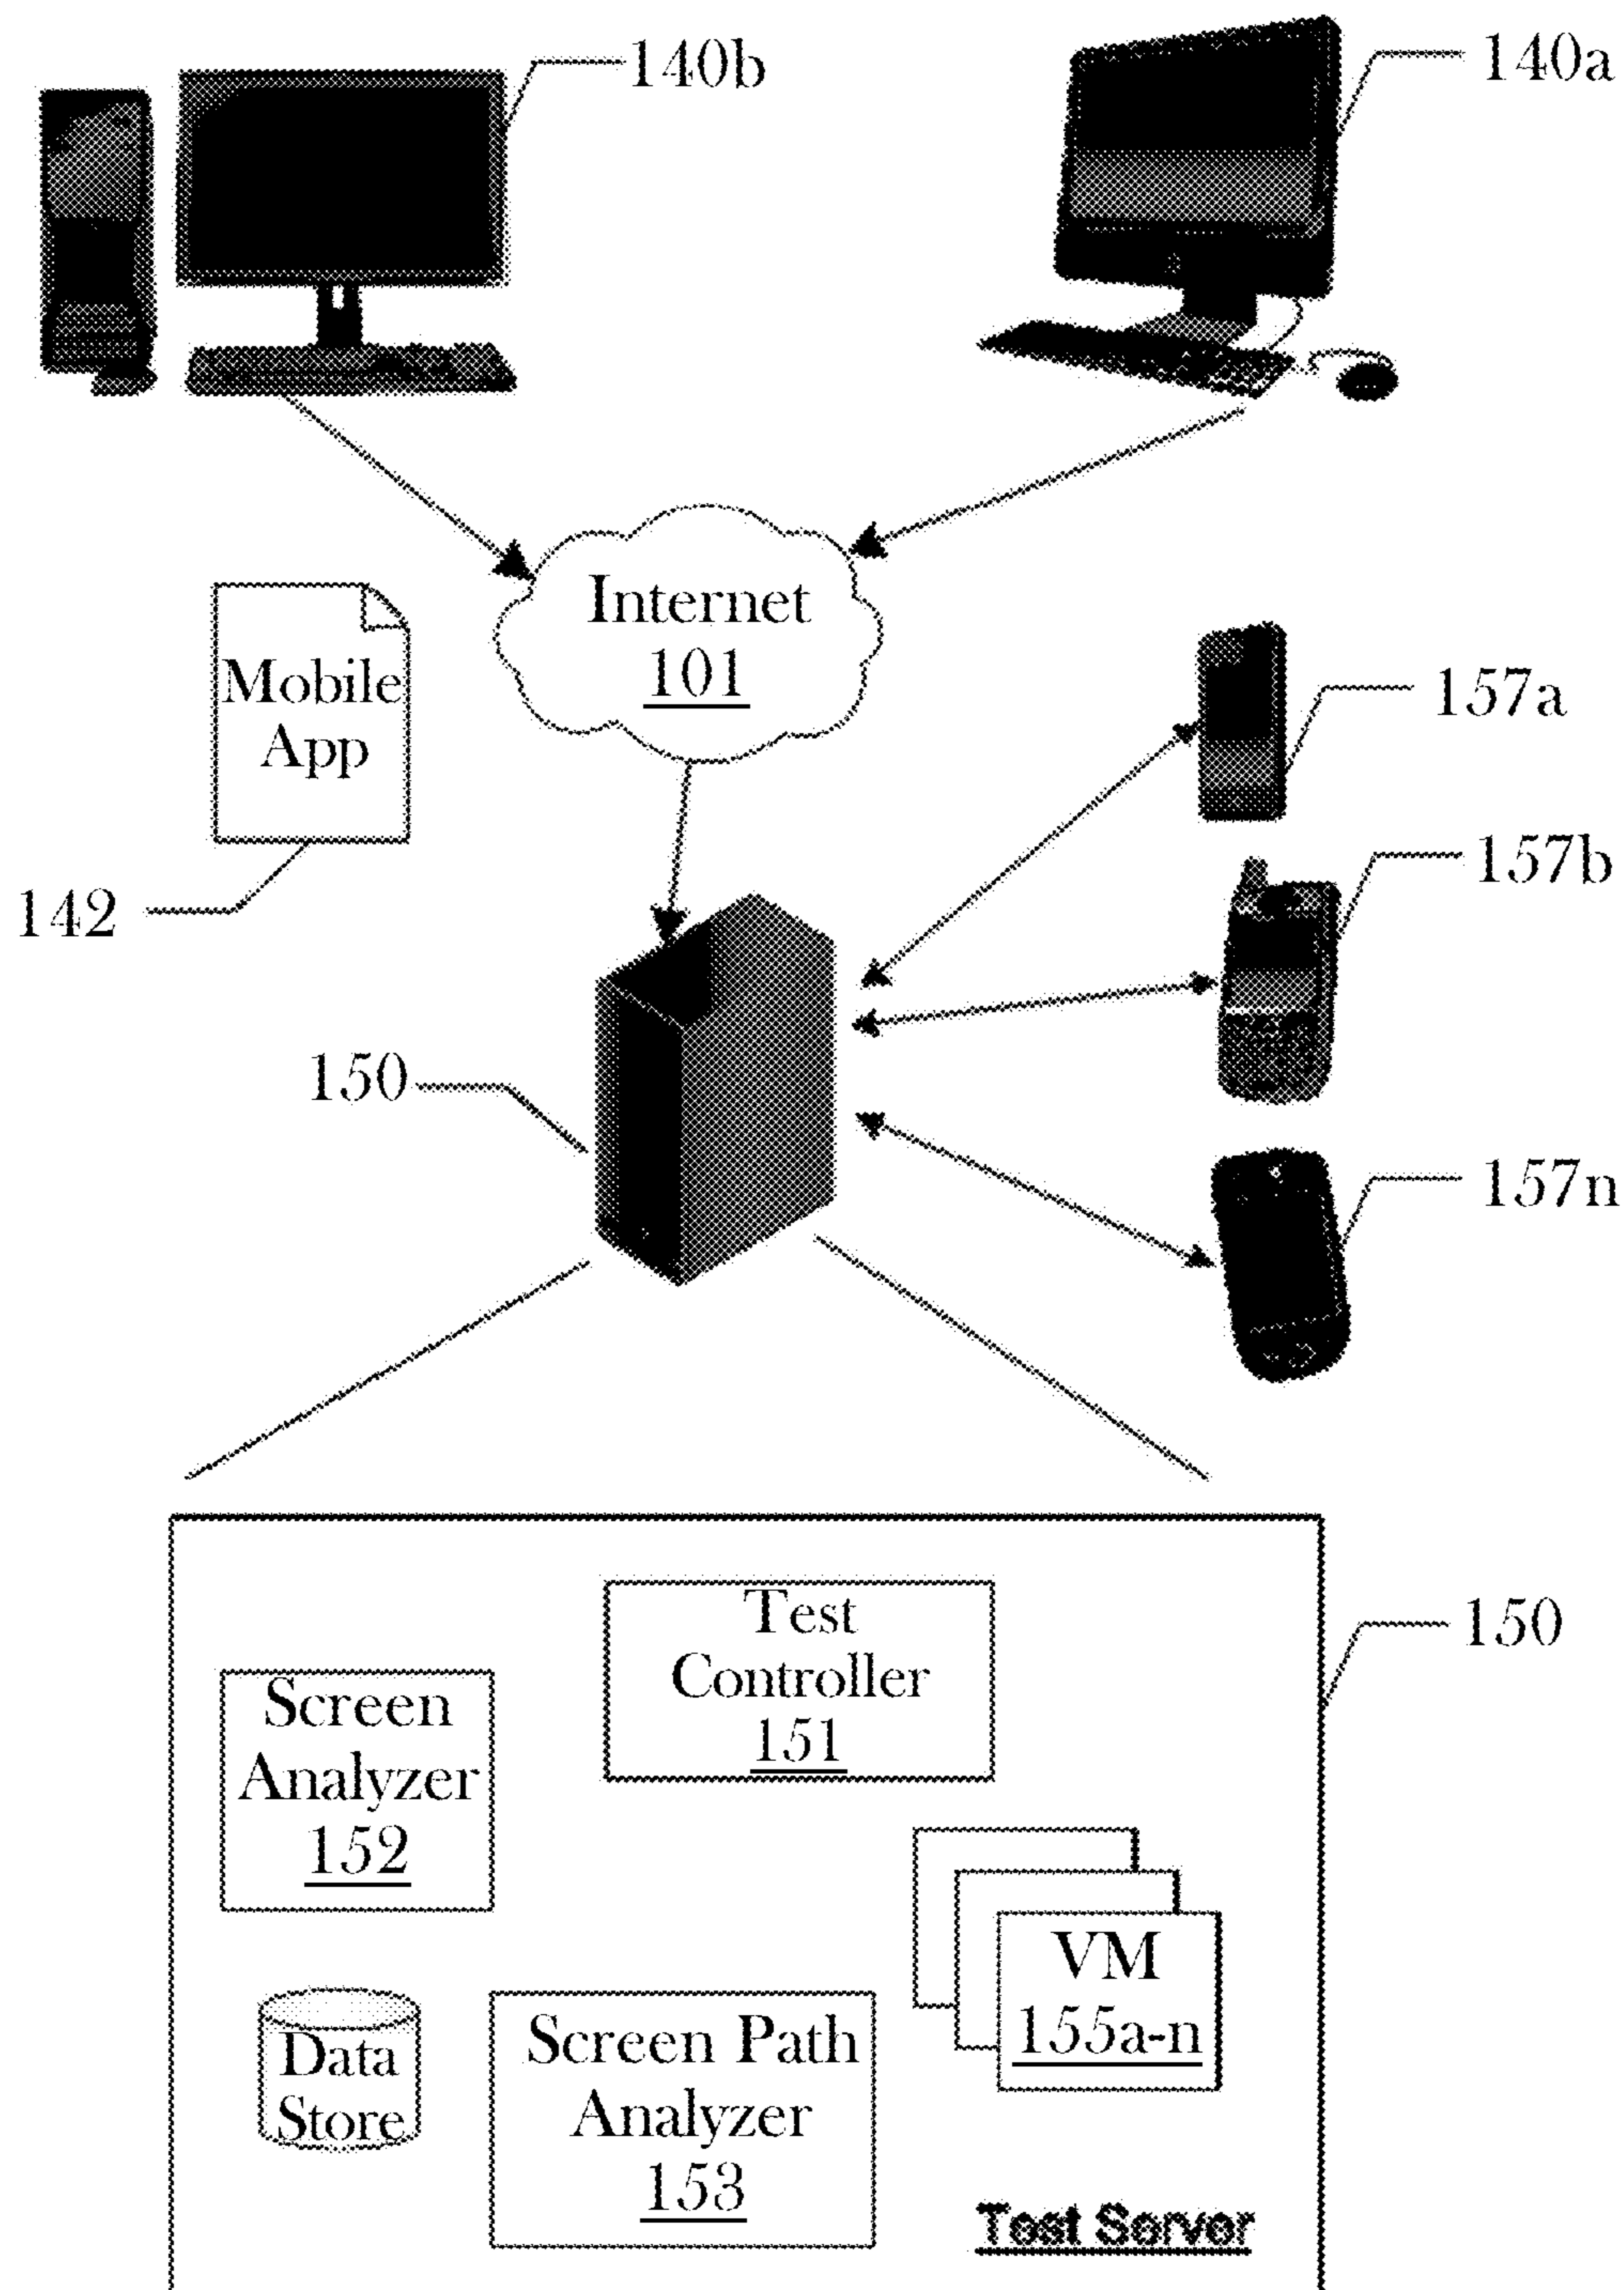 140b
140a
Internet
101
Mobile
App
142
157a
157b
150
157n
150
Test
Controller
151
Screen
Analyzer
152
VM
155a-n
Data
Store
Screen Path
Analyzer
153
Test Server